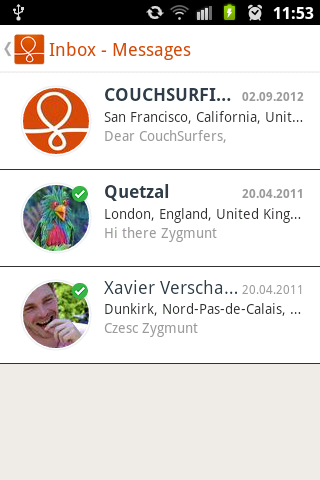 11:53
Inbox - Messages
COUCHSURFI... 02.09.2012
San Francisco, California, Unit...
Dear CouchSurfers,
Quetzal 20.04.2011
London, England, United King...
Hi there Zygmunt
Xavier Verscha... 20.04.2011
Dunkirk, Nord-Pas-de-Calais, ...
Czesc Zygmunt